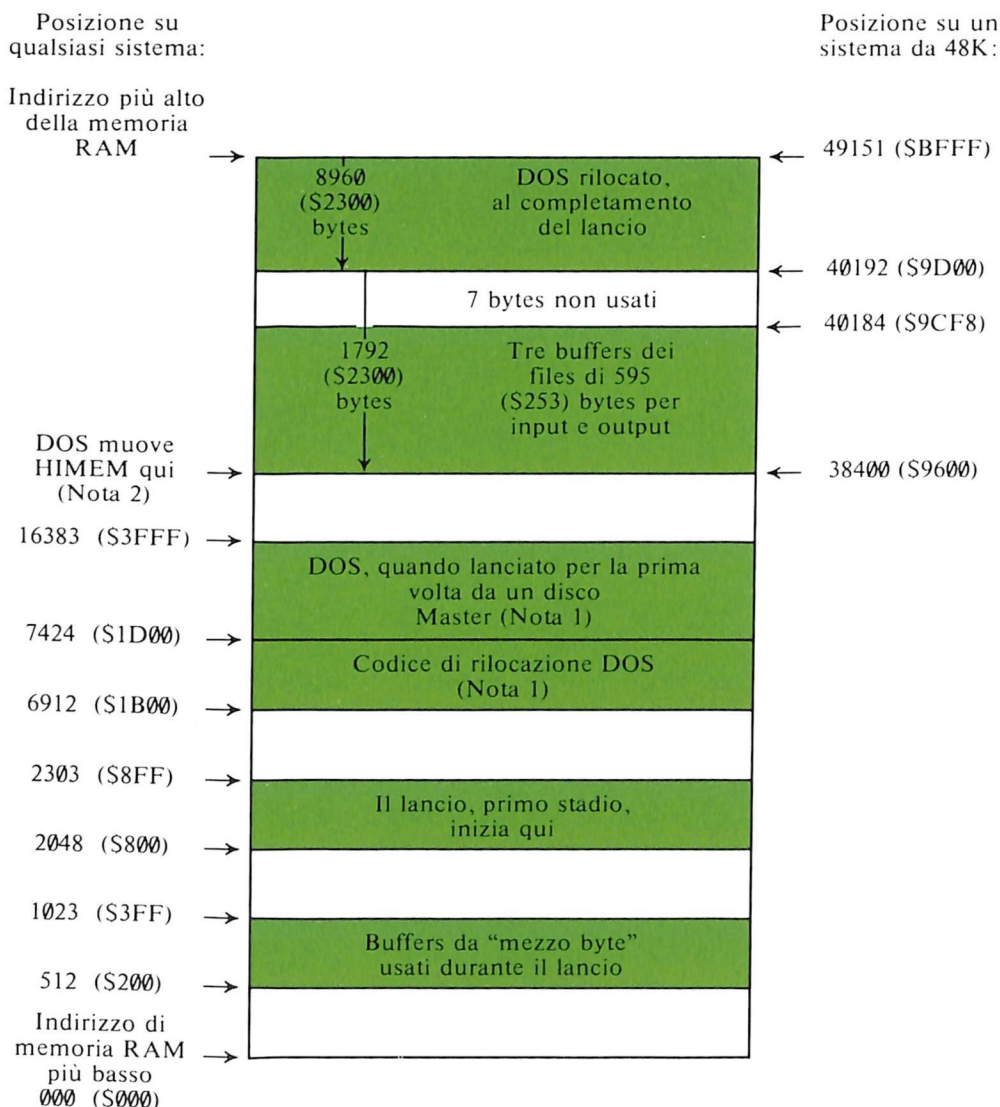 Posizione su
qualsiasi sistema:
Posizione su un
sistema da 48K:
Indirizzo più alto
della memoria
RAM
49151 ($BFFF)
8960
($2300)
bytes
DOS rilocato,
al completamento
del lancio
40192 ($9D00)
7 bytes non usati
40184 ($9CF8)
1792
($2300)
bytes
Tre buffers dei
files di 595
($253) bytes per
input e output
DOS muove
HIMEM qui
(Nota 2)
38400 ($9600)
16383 ($3FFF)
DOS, quando lanciato per la prima
volta da un disco
Master (Nota 1)
7424 ($1D00)
Codice di rilocazione DOS
(Nota 1)
6912 ($1B00)
2303 ($8FF)
Il lancio, primo stadio,
inizia qui
2048 ($800)
1023 ($3FF)
Buffers da “mezzo byte”
usati durante il lancio
512 ($200)
Indirizzo di
memoria RAM
più basso
000 ($000)